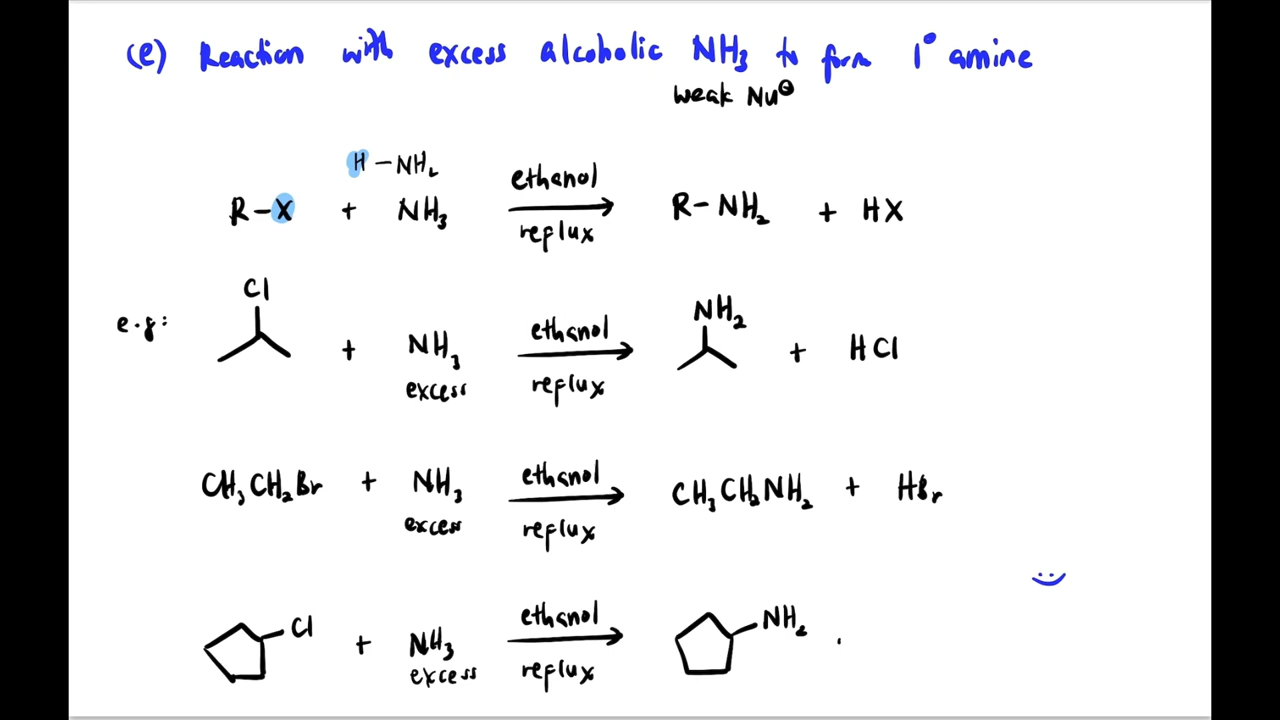 (e) Reaction with excess alcoholic NH₃ to form 1° amine
weak Nu⊖
H-NH₂
R-X + NH₃ ethanol reflux → R-NH₂ + HX
e.g: Cl + NH₃ excess ethanol reflux → NH₂ + HCl
CH₃CH₂Br + NH₃ excess ethanol reflux → CH₃CH₂NH₂ + HBr
Cl + NH₃ excess ethanol reflux → NH₂